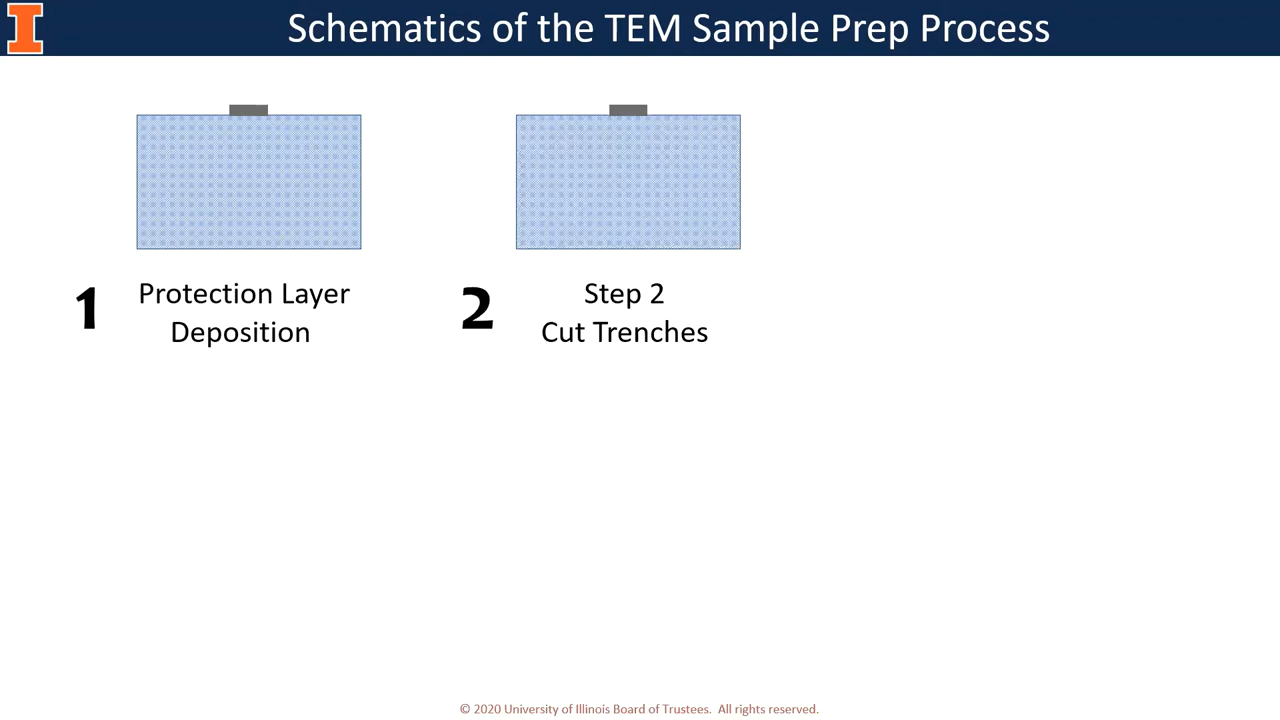 I
Schematics of the TEM Sample Prep Process
1
Protection Layer
Deposition
2
Step 2
Cut Trenches
© 2020 University of Illinois Board of Trustees. All rights reserved.